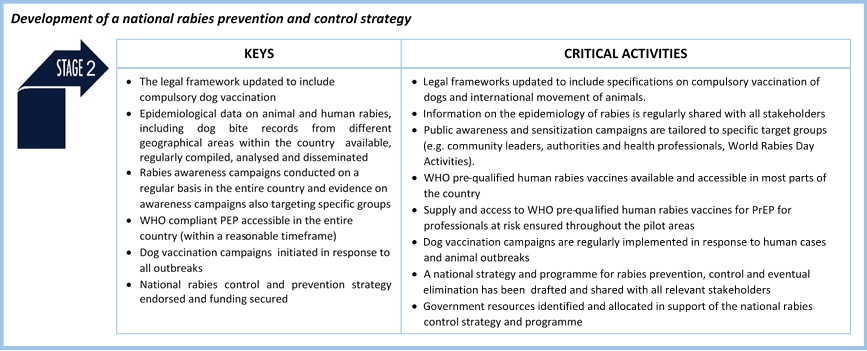 Development of a national rabies prevention and control strategy
STAGE 2
KEYS
• The legal framework updated to include
compulsory dog vaccination
• Epidemiological data on animal and human rabies,
including dog bite records from different
geographical areas within the country available,
regularly compiled, analysed and disseminated
• Rabies awareness campaigns conducted on a
regular basis in the entire country and evidence on
awareness campaigns also targeting specific groups
• WHO compliant PEP accessible in the entire
country (within a reasonable timeframe)
• Dog vaccination campaigns initiated in response to
all outbreaks
• National rabies control and prevention strategy
endorsed and funding secured
CRITICAL ACTIVITIES
• Legal frameworks updated to include specifications on compulsory vaccination of
dogs and international movement of animals.
• Information on the epidemiology of rabies is regularly shared with all stakeholders
• Public awareness and sensitization campaigns are tailored to specific target groups
(e.g. community leaders, authorities and health professionals, World Rabies Day
Activities).
• WHO pre-qualified human rabies vaccines available and accessible in most parts of
the country
• Supply and access to WHO pre-qualified human rabies vaccines for PrEP for
professionals at risk ensured throughout the pilot areas
• Dog vaccination campaigns are regularly implemented in response to human cases
and animal outbreaks
• A national strategy and programme for rabies prevention, control and eventual
elimination has been drafted and shared with all relevant stakeholders
• Government resources identified and allocated in support of the national rabies
control strategy and programme